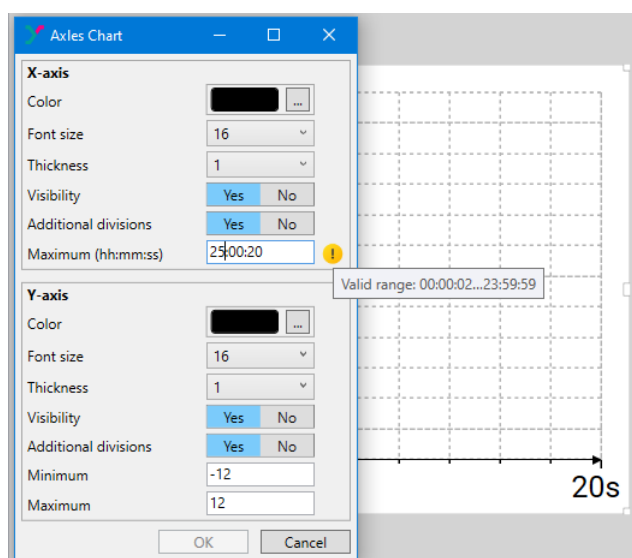 Axles Chart
X-axis
Color
...
Font size 16
Thickness 1
Visibility Yes No
Additional divisions Yes No
Maximum (hh:mm:ss) 25:00:20 !
Valid range: 00:00:02...23:59:59
Y-axis
Color
...
Font size 16
Thickness 1
Visibility Yes No
Additional divisions Yes No
Minimum -12
Maximum 12
20s
OK Cancel